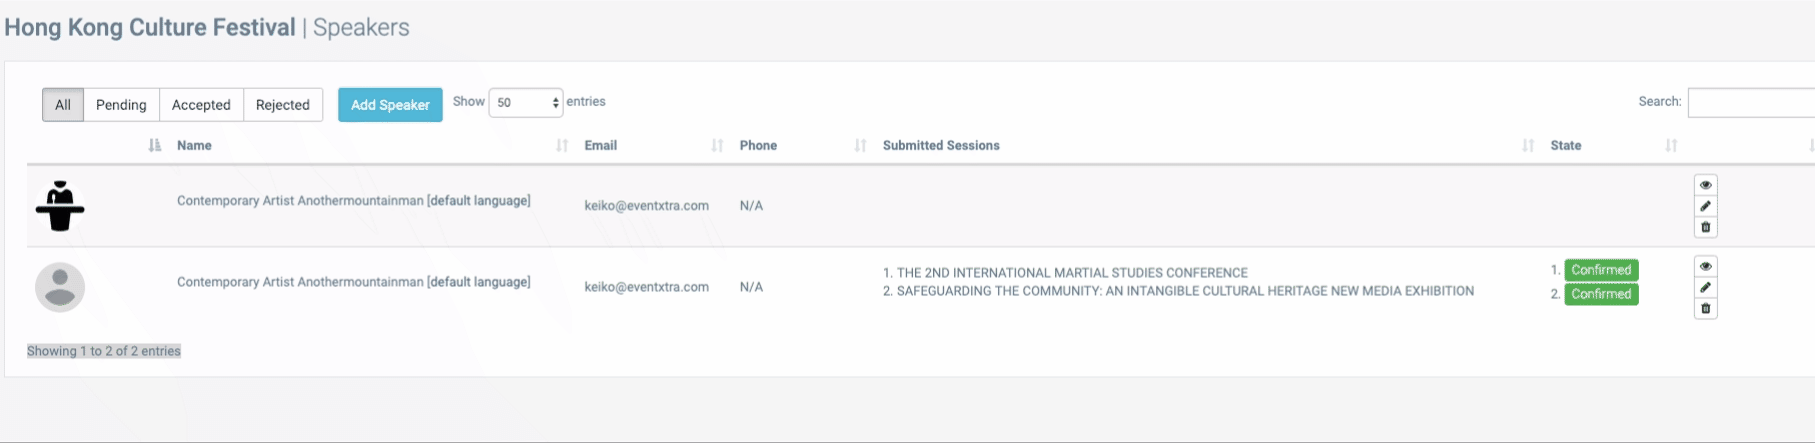 Hong Kong Culture Festival | Speakers
All Pending Accepted Rejected Add Speaker Show 50 entries Search:
Name Email Phone Submitted Sessions State
Contemporary Artist Anothermountainman [default language] keiko@eventxtra.com N/A
Contemporary Artist Anothermountainman [default language] keiko@eventxtra.com N/A
1. THE 2ND INTERNATIONAL MARTIAL STUDIES CONFERENCE 1. Confirmed
2. SAFEGUARDING THE COMMUNITY: AN INTANGIBLE CULTURAL HERITAGE NEW MEDIA EXHIBITION 2. Confirmed
Showing 1 to 2 of 2 entries